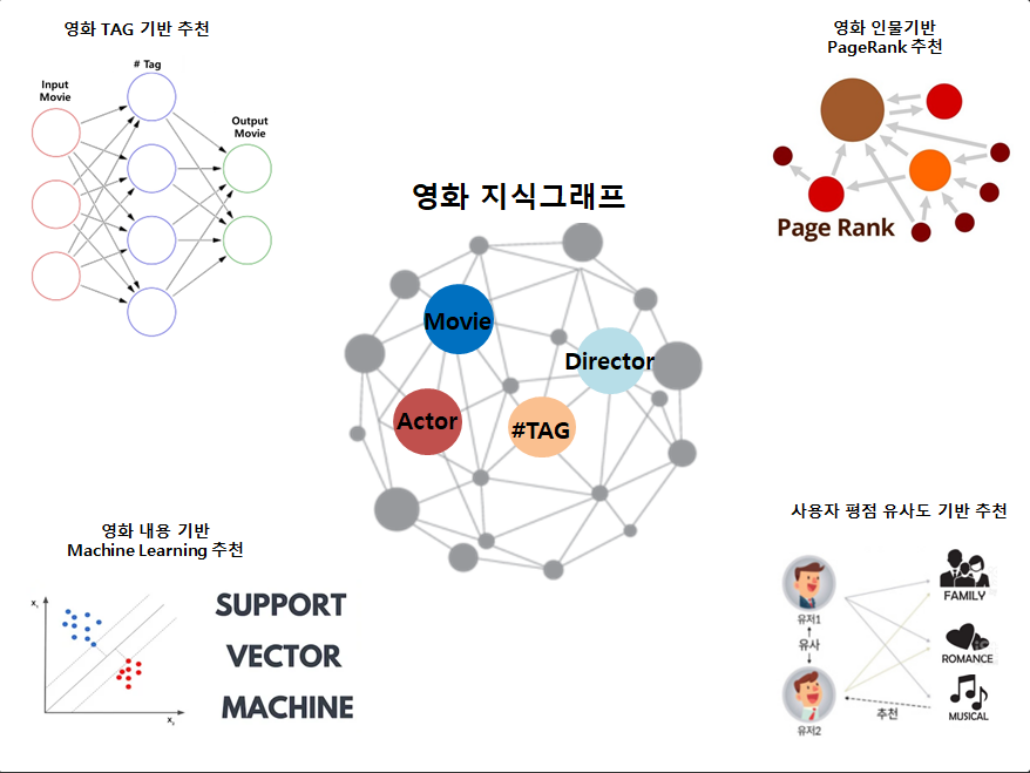 영화 TAG 기반 추천
# Tag
Input
Movie
Output
Movie
영화 인물기반
PageRank 추천
Page Rank
영화 지식그래프
Movie
Director
Actor
#TAG
영화 내용 기반
Machine Learning 추천
X₁
X₂
SUPPORT
VECTOR
MACHINE
사용자 평점 유사도 기반 추천
유저1
유사
유저2
추천
FAMILY
ROMANCE
MUSICAL